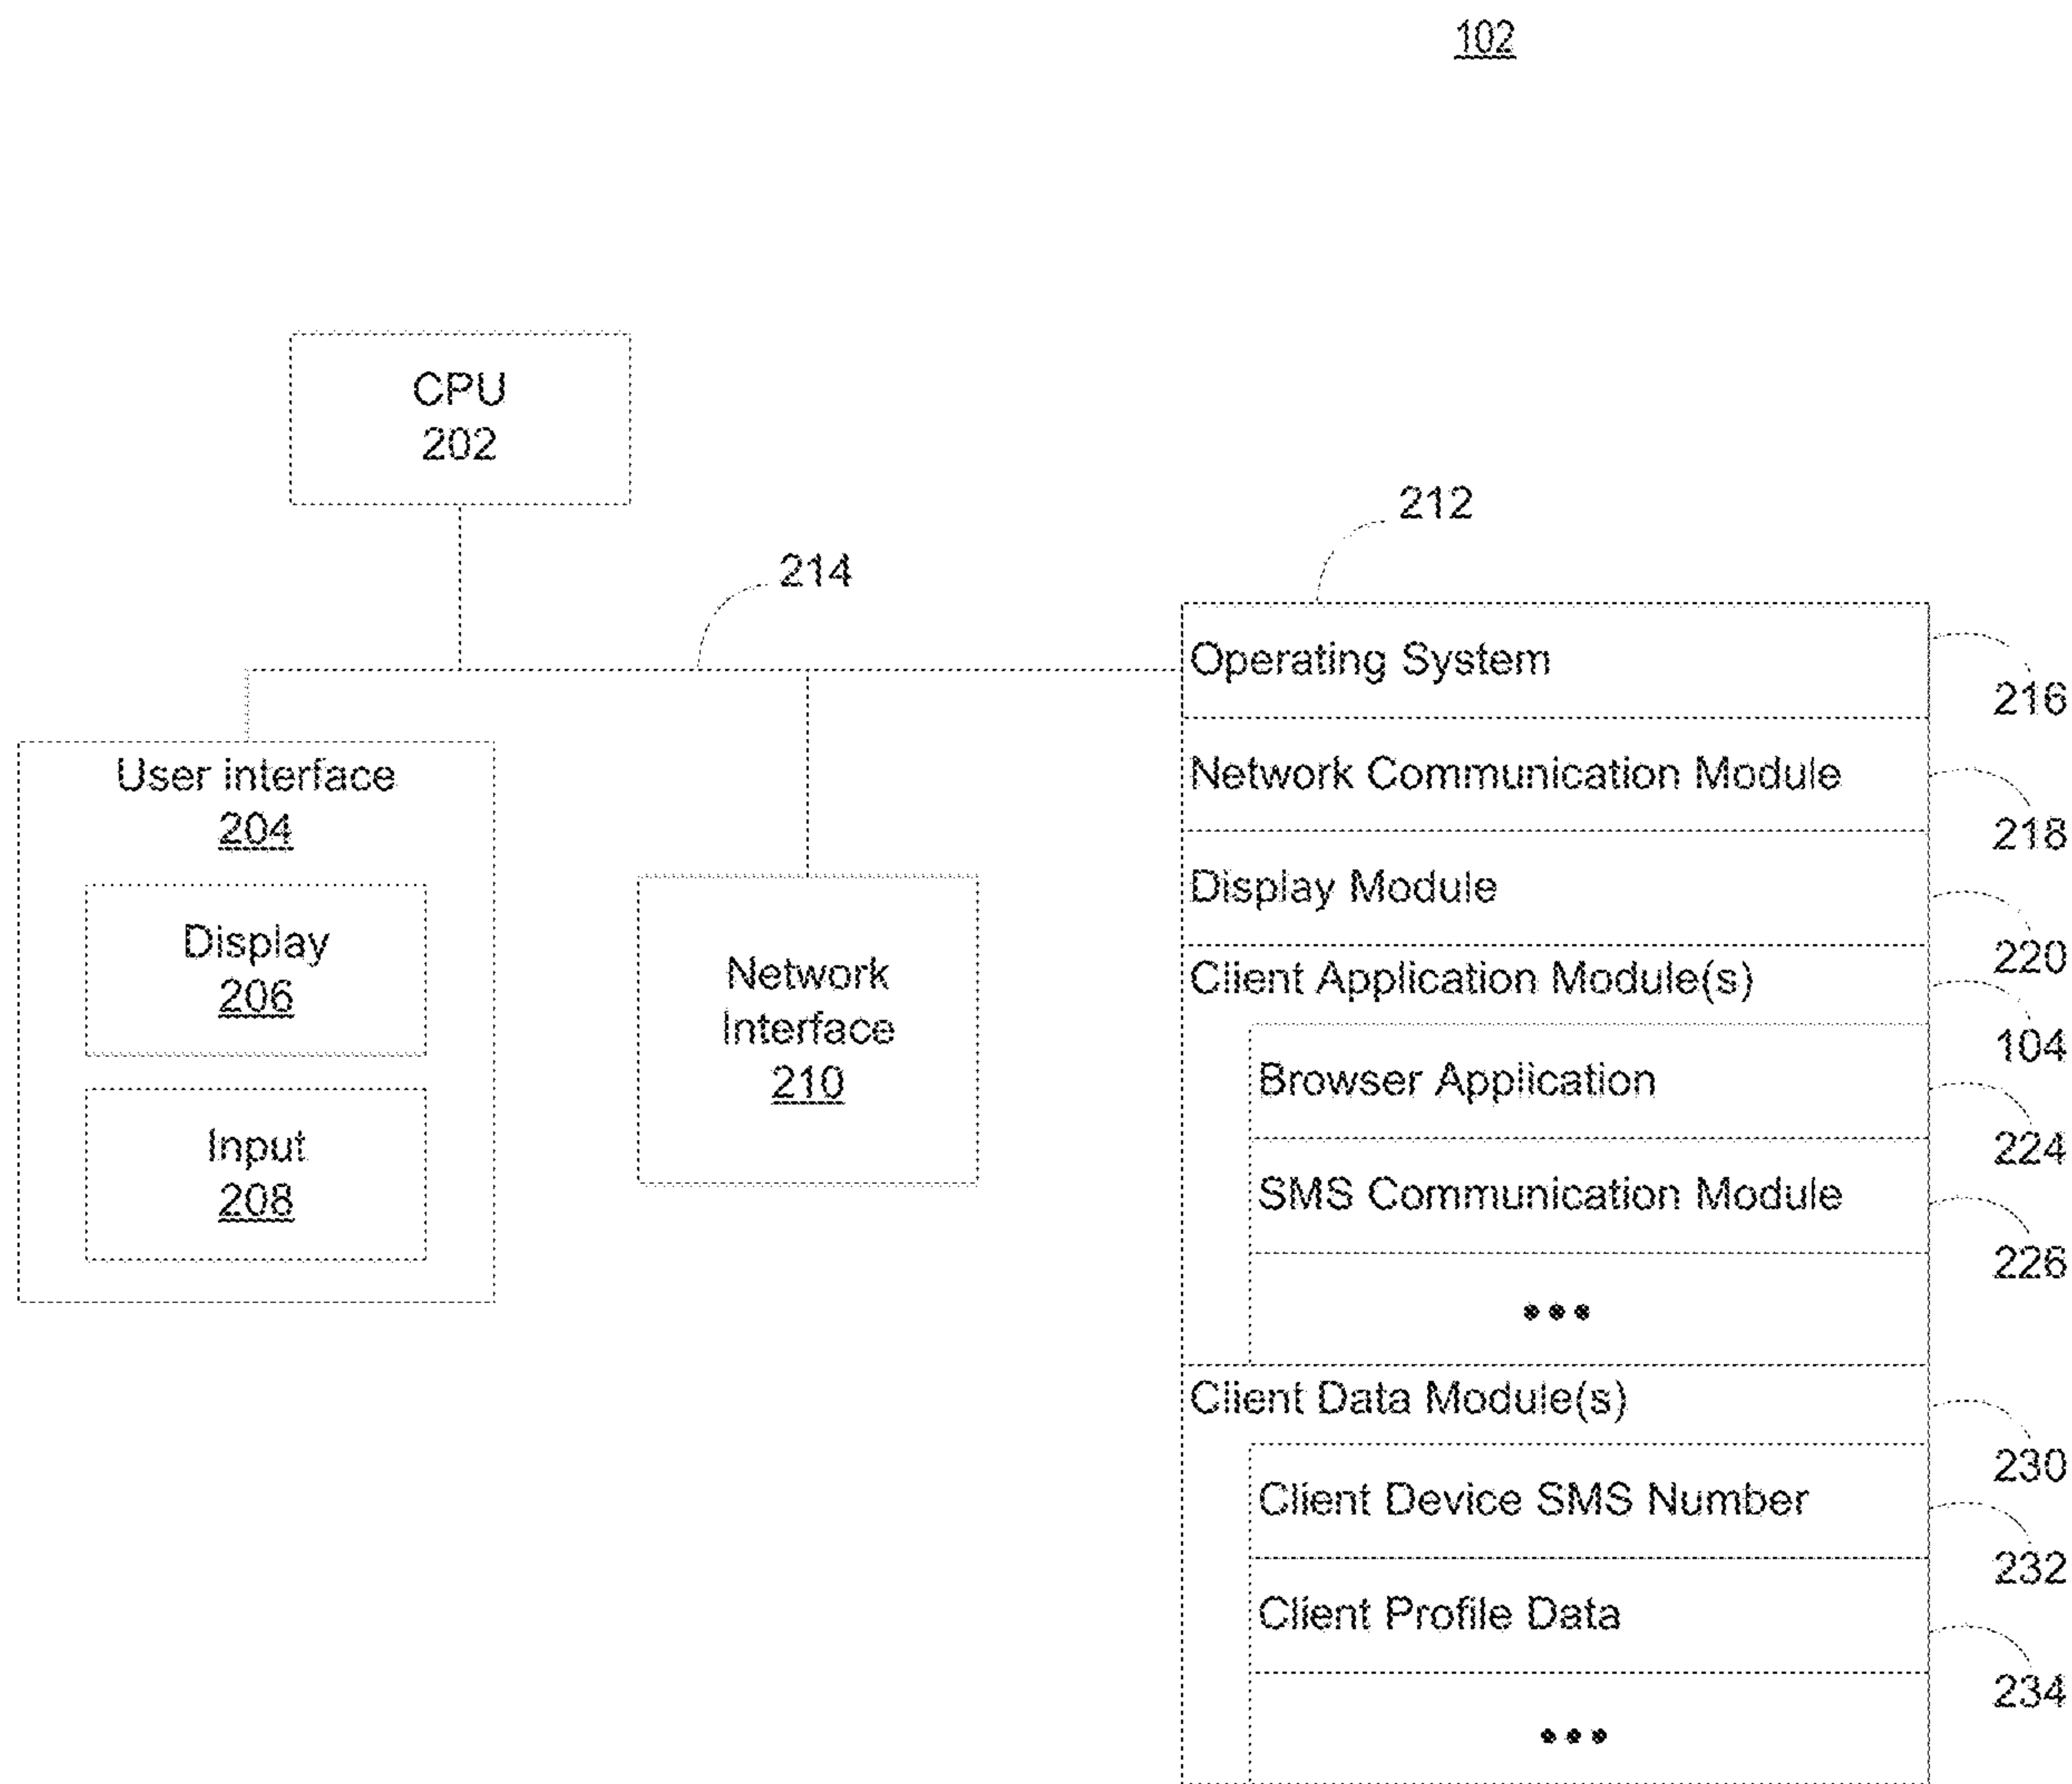 102
CPU
202
214
212
User interface
204
Display
206
Input
208
Network
Interface
210
Operating System
216
Network Communication Module
218
Display Module
220
Client Application Module(s)
104
Browser Application
224
SMS Communication Module
226
•••
Client Data Module(s)
230
Client Device SMS Number
232
Client Profile Data
234
•••